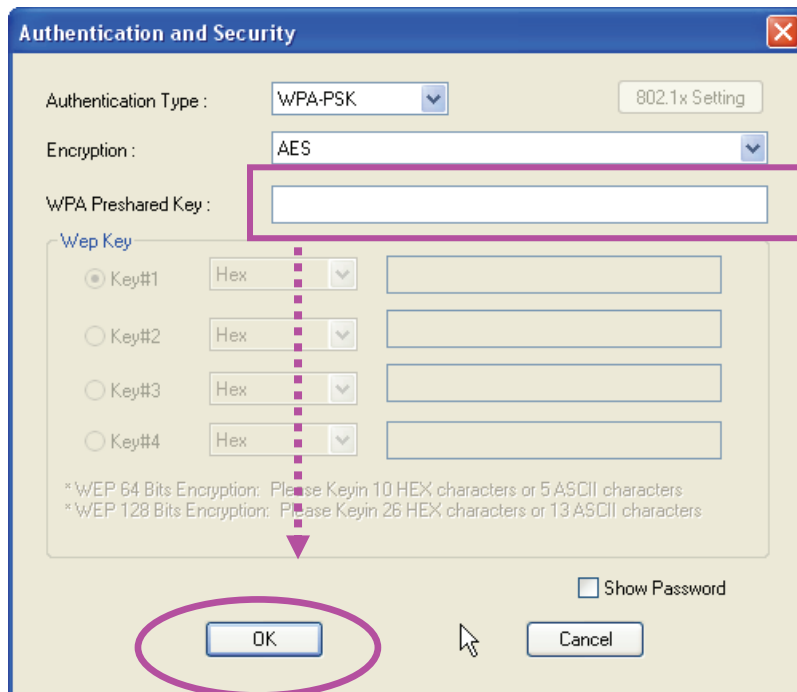 Authentication and Security
Authentication Type : WPA-PSK 802.1x Setting
Encryption : AES
WPA Preshared Key :
Wep Key
Key#1 Hex
Key#2 Hex
Key#3 Hex
Key#4 Hex
* WEP 64 Bits Encryption: Please Keyin 10 HEX characters or 5 ASCII characters
* WEP 128 Bits Encryption: Please Keyin 26 HEX characters or 13 ASCII characters
Show Password
OK Cancel